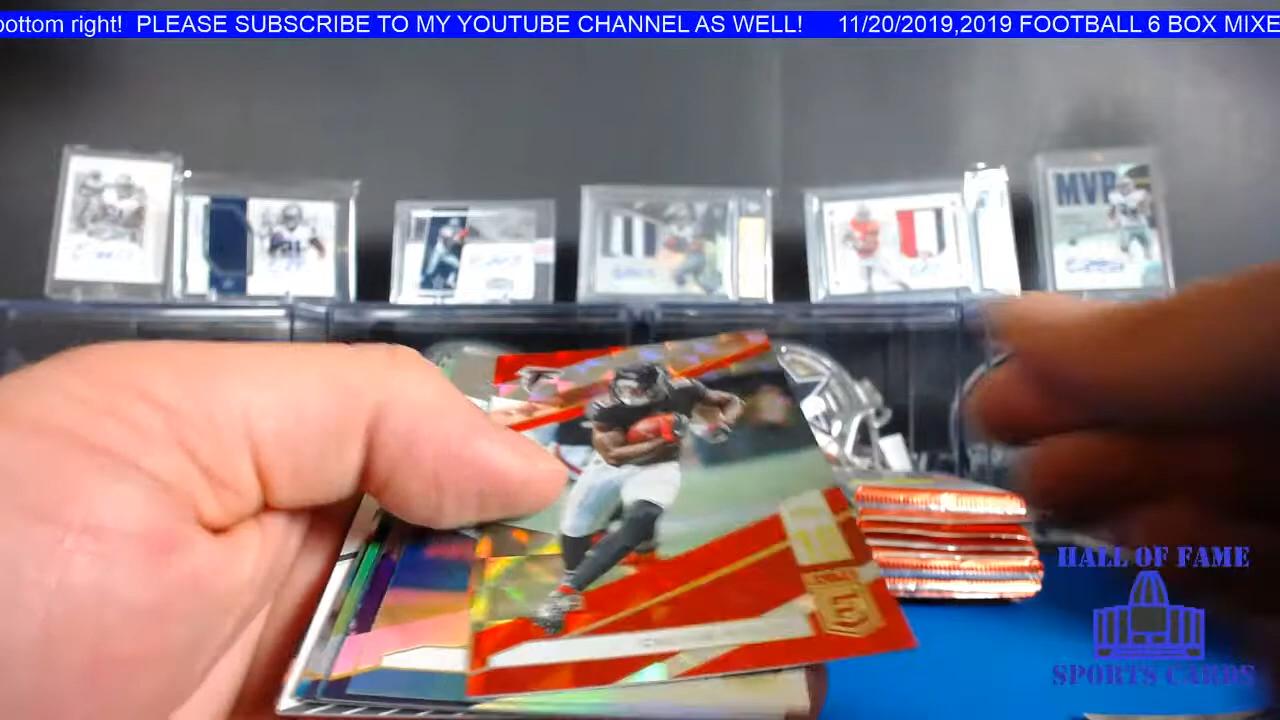 bottom right!  PLEASE SUBSCRIBE TO MY YOUTUBE CHANNEL AS WELL!  11/20/2019,2019 FOOTBALL 6 BOX MIXE
MVP
HALL OF FAME
SPORTS CARDS